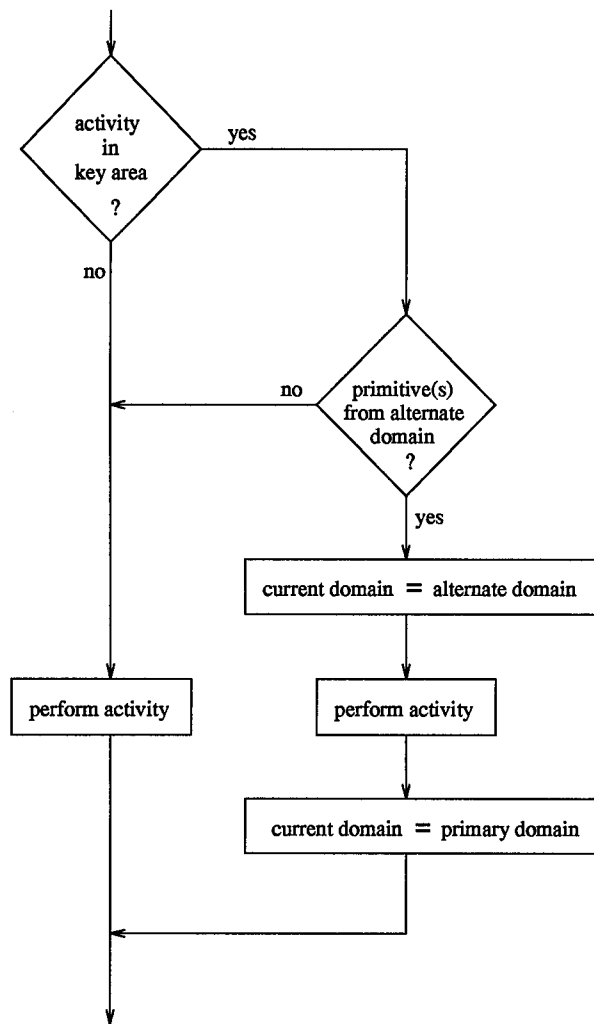 activity
in
key area
?
yes
no
no
primitive(s)
from alternate
domain
?
yes
current domain = alternate domain
perform activity
perform activity
current domain = primary domain